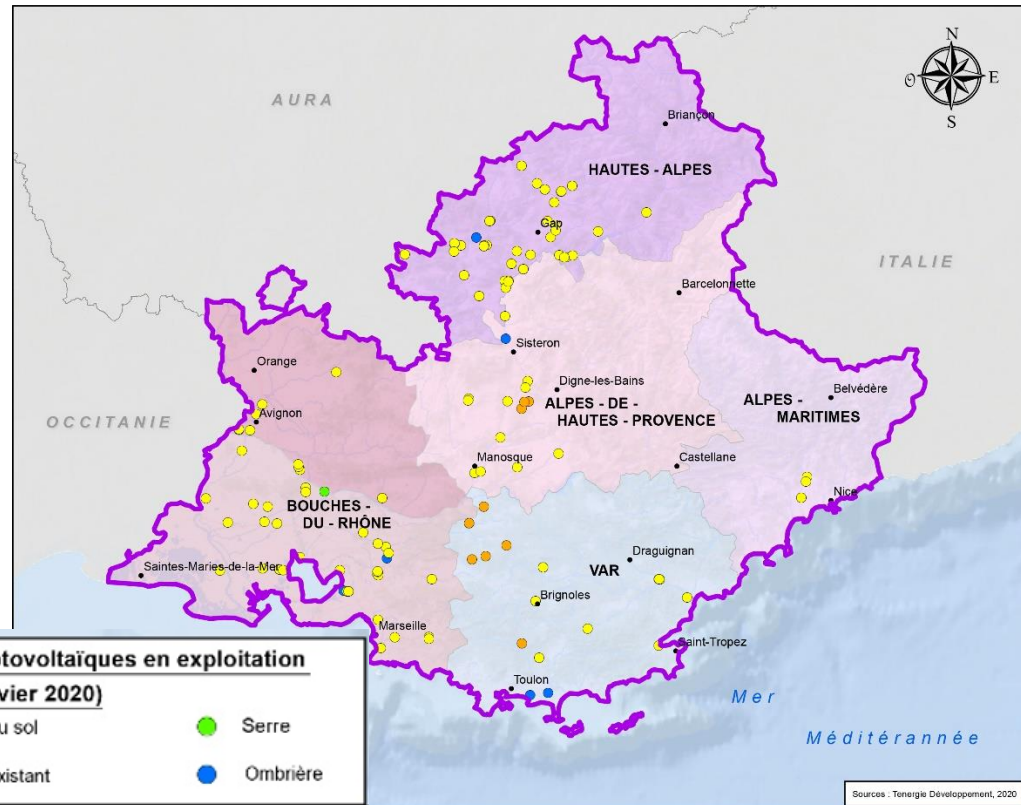 N
O
E
S
AURA
Briançon
HAUTES - ALPES
Gap
ITALIE
Barcelonnette
Sisteron
Orange
Digne-les-Bains
Belvédère
ALPES - DE -
HAUTES - PROVENCE
ALPES -
MARITIMES
OCCITANIE
Avignon
Manosque
Castellane
Nice
BOUCHES -
DU - RHÔNE
Draguignan
Saintes-Maries-de-la-Mer
VAR
Brignoles
Marseille
Saint-Tropez
Toulon
Mer
Méditérannée
otovoltaïques en exploitation
vier 2020)
u sol
Serre
xistant
Ombrière
Sources : Tenergie Développement, 2020